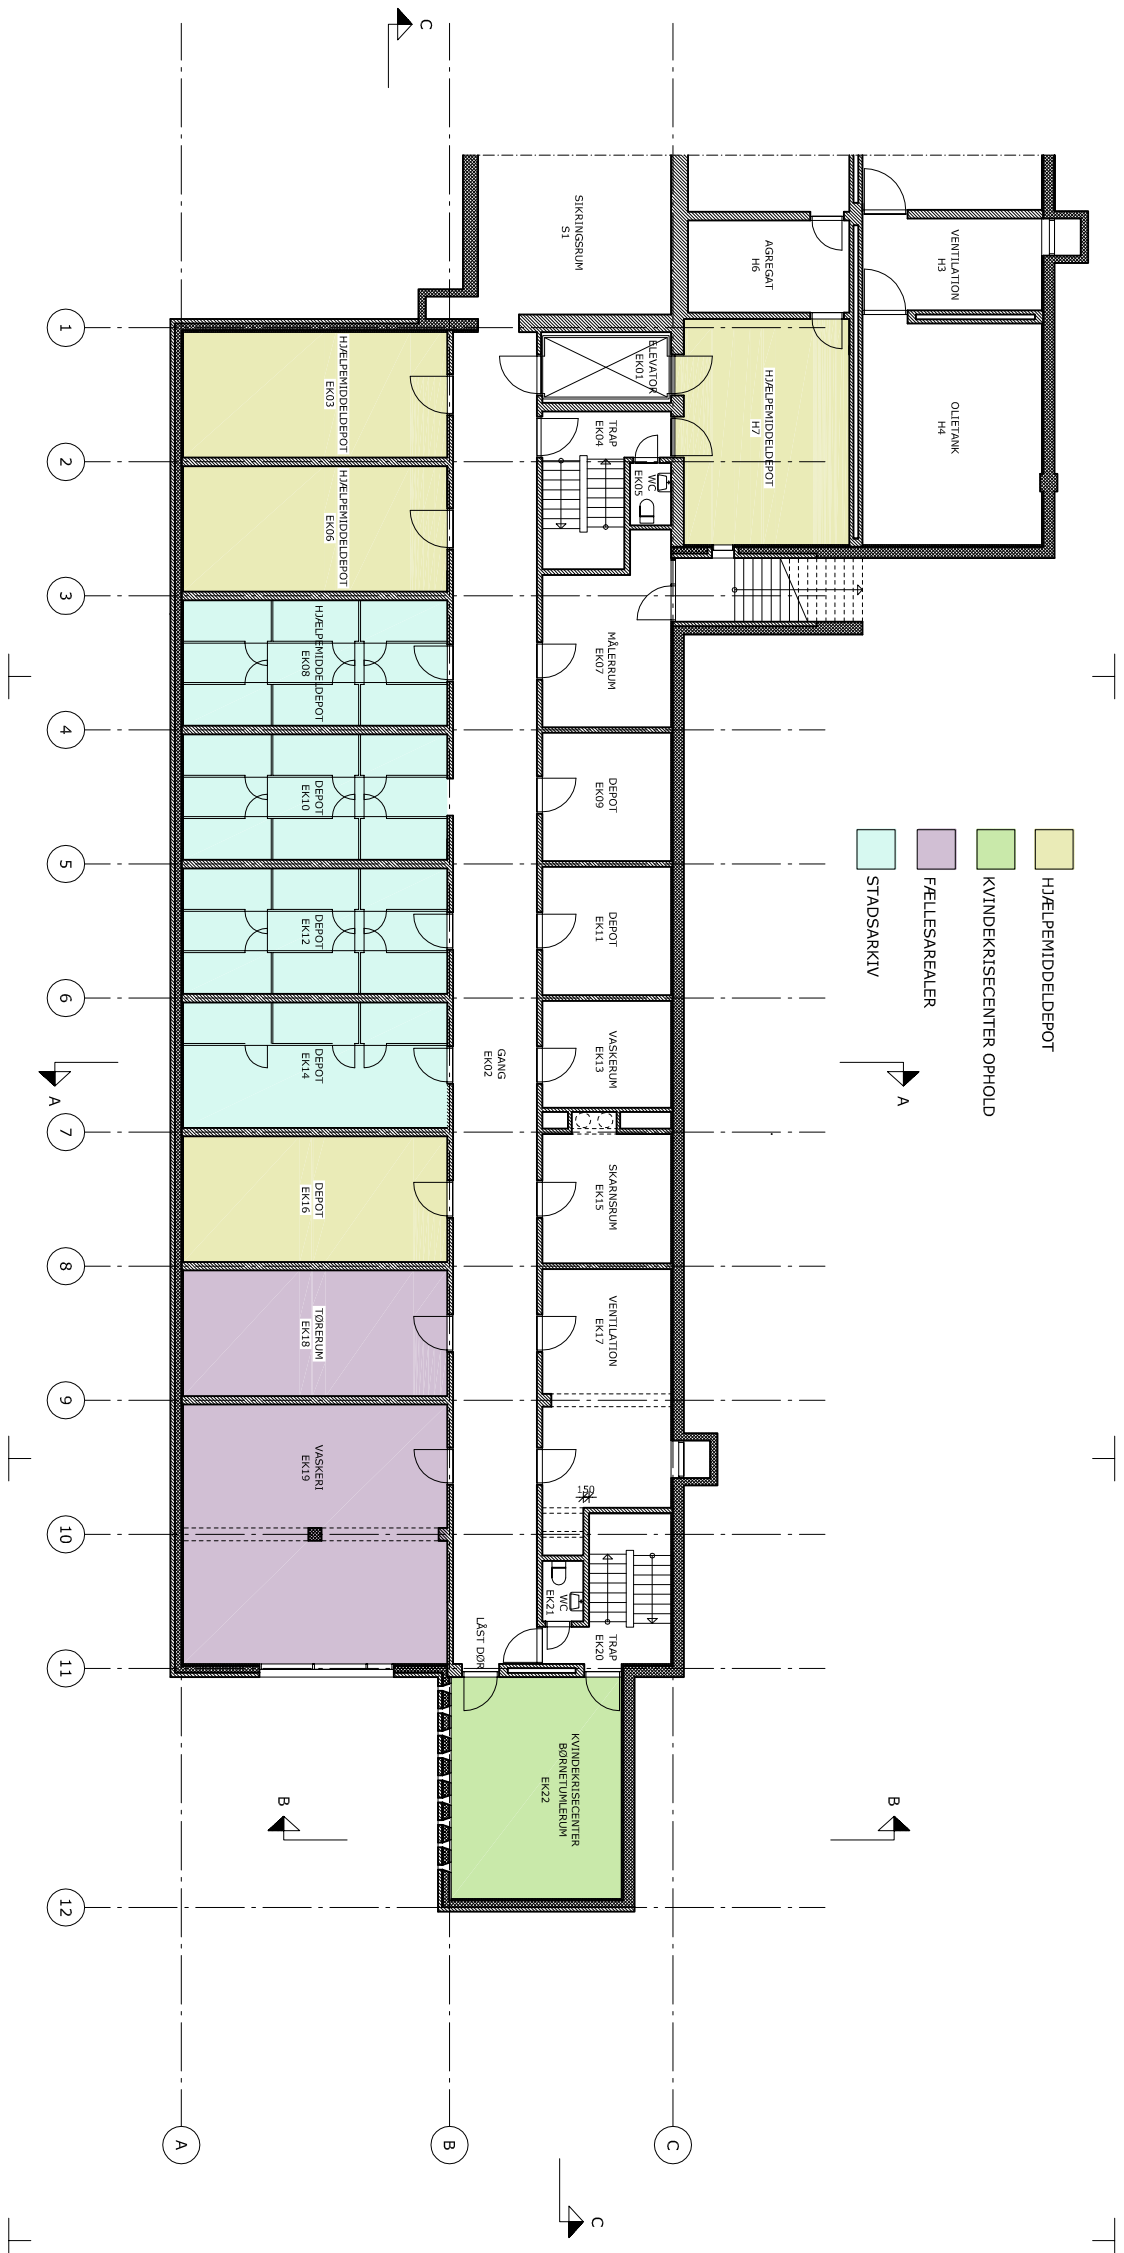 C
SIKRINGSRUM
S1
AGREGAT
H6
VENTILATION
H3
OLIETANK
H4
HJÆLPEMIDDELDEPOT
H7
ELEVATOR
EK01
TRAP
EK04
WC
EK05
HJÆLPEMIDDELDEPOT
EK03
HJÆLPEMIDDELDEPOT
EK06
HJÆLPEMIDDELDEPOT
EK08
MÅLERRUM
EK07
DEPOT
EK10
DEPOT
EK09
DEPOT
EK12
DEPOT
EK11
DEPOT
EK14
GANG
EK02
VASKERUM
EK13
DEPOT
EK16
SKARNSRUM
EK15
TØRERUM
EK18
VENTILATION
EK17
VASKERI
EK19
150
WC
EK21
TRAP
EK20
LÅST DØR
KVINDEKRISECENTER
BØRNETUMLERUM
EK22
HJÆLPEMIDDELDEPOT
KVINDEKRISECENTER OPHOLD
FÆLLESAREALER
STADSARKIV
1
2
3
4
5
6
7
8
9
10
11
12
A
A
B
B
A
B
C
C